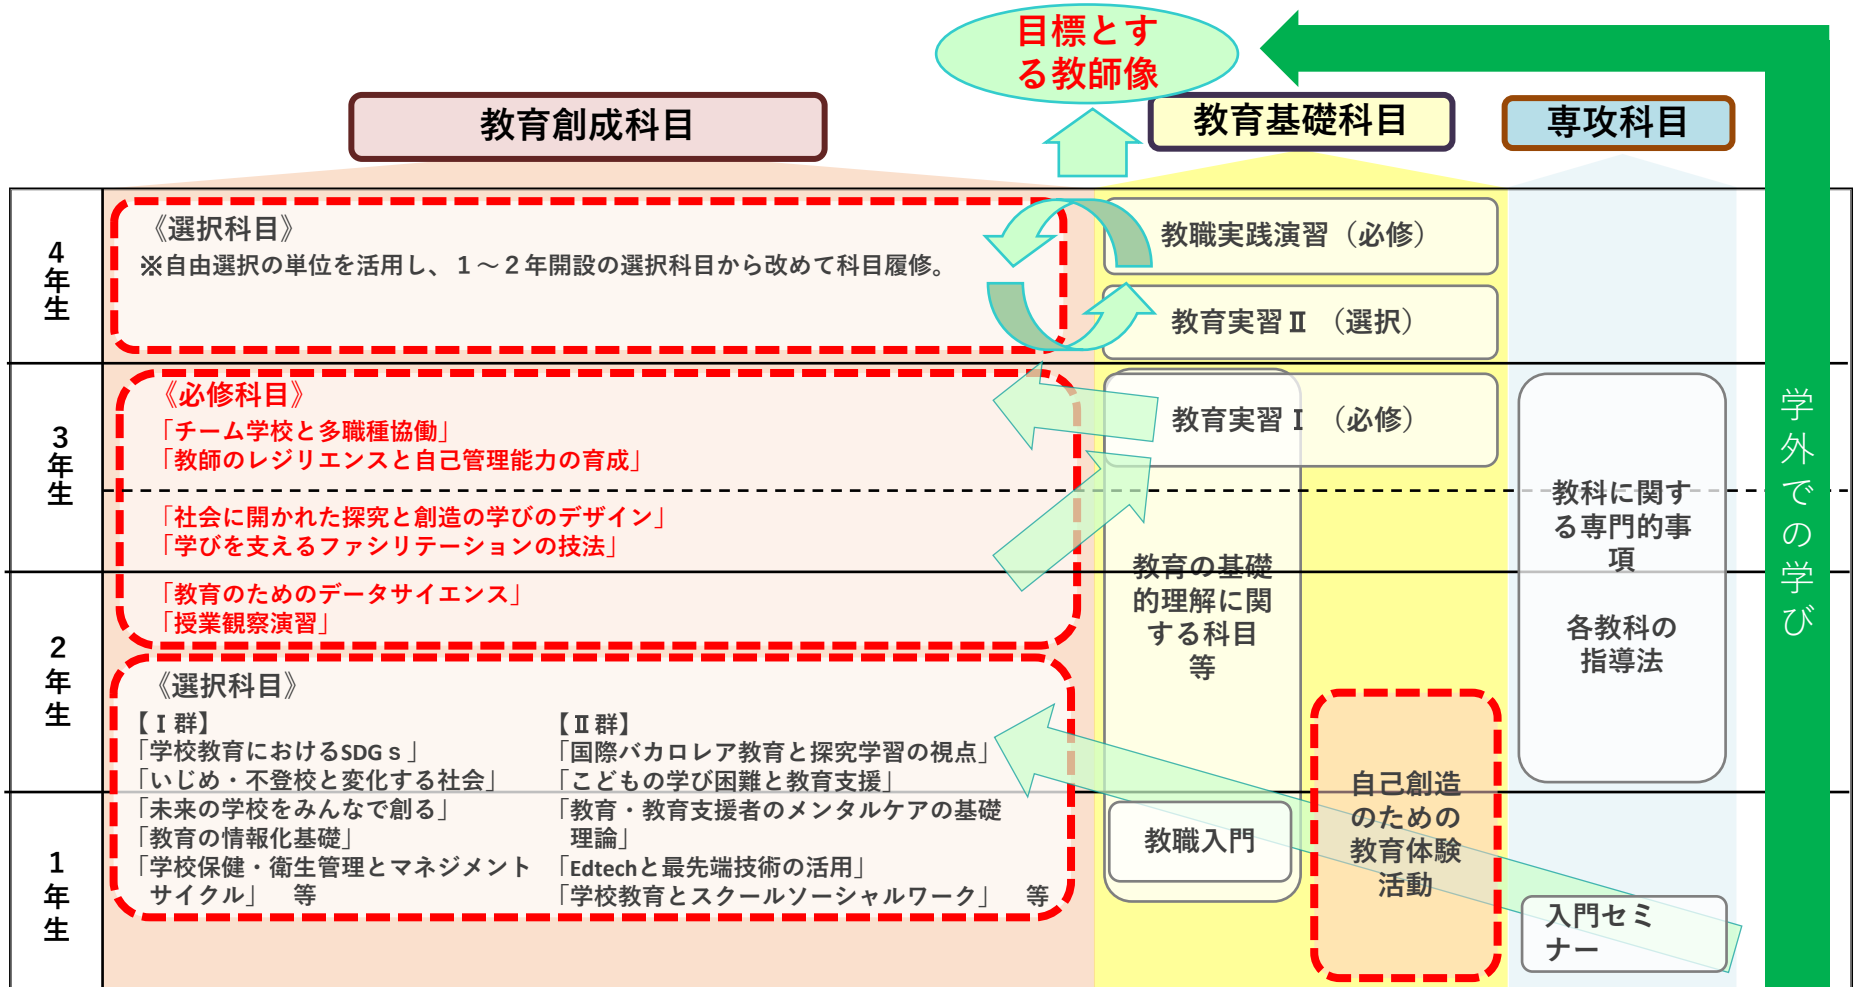 目標とす
る教師像
教育創成科目
教育基礎科目
専攻科目
4年生
《選択科目》
※自由選択の単位を活用し、１～２年開設の選択科目から改めて科目履修。
教職実践演習（必修）
教育実習Ⅱ （選択）
3年生
《必修科目》
「チーム学校と多職種協働」
「教師のレジリエンスと自己管理能力の育成」
「社会に開かれた探究と創造の学びのデザイン」
「学びを支えるファシリテーションの技法」
「教育のためのデータサイエンス」
「授業観察演習」
教育実習Ⅰ （必修）
教育の基礎
的理解に関
する科目
等
教科に関す
る専門的事
項
各教科の
指導法
学外での学び
2年生
《選択科目》
【Ⅰ群】
「学校教育におけるSDGｓ」
「いじめ・不登校と変化する社会」
「未来の学校をみんなで創る」
「教育の情報化基礎」
「学校保健・衛生管理とマネジメント
サイクル」 等
【Ⅱ群】
「国際バカロレア教育と探究学習の視点」
「こどもの学び困難と教育支援」
「教育・教育支援者のメンタルケアの基礎
理論」
「Edtechと最先端技術の活用」
「学校教育とスクールソーシャルワーク」 等
1年生
教職入門
自己創造
のための
教育体験
活動
入門セミ
ナー